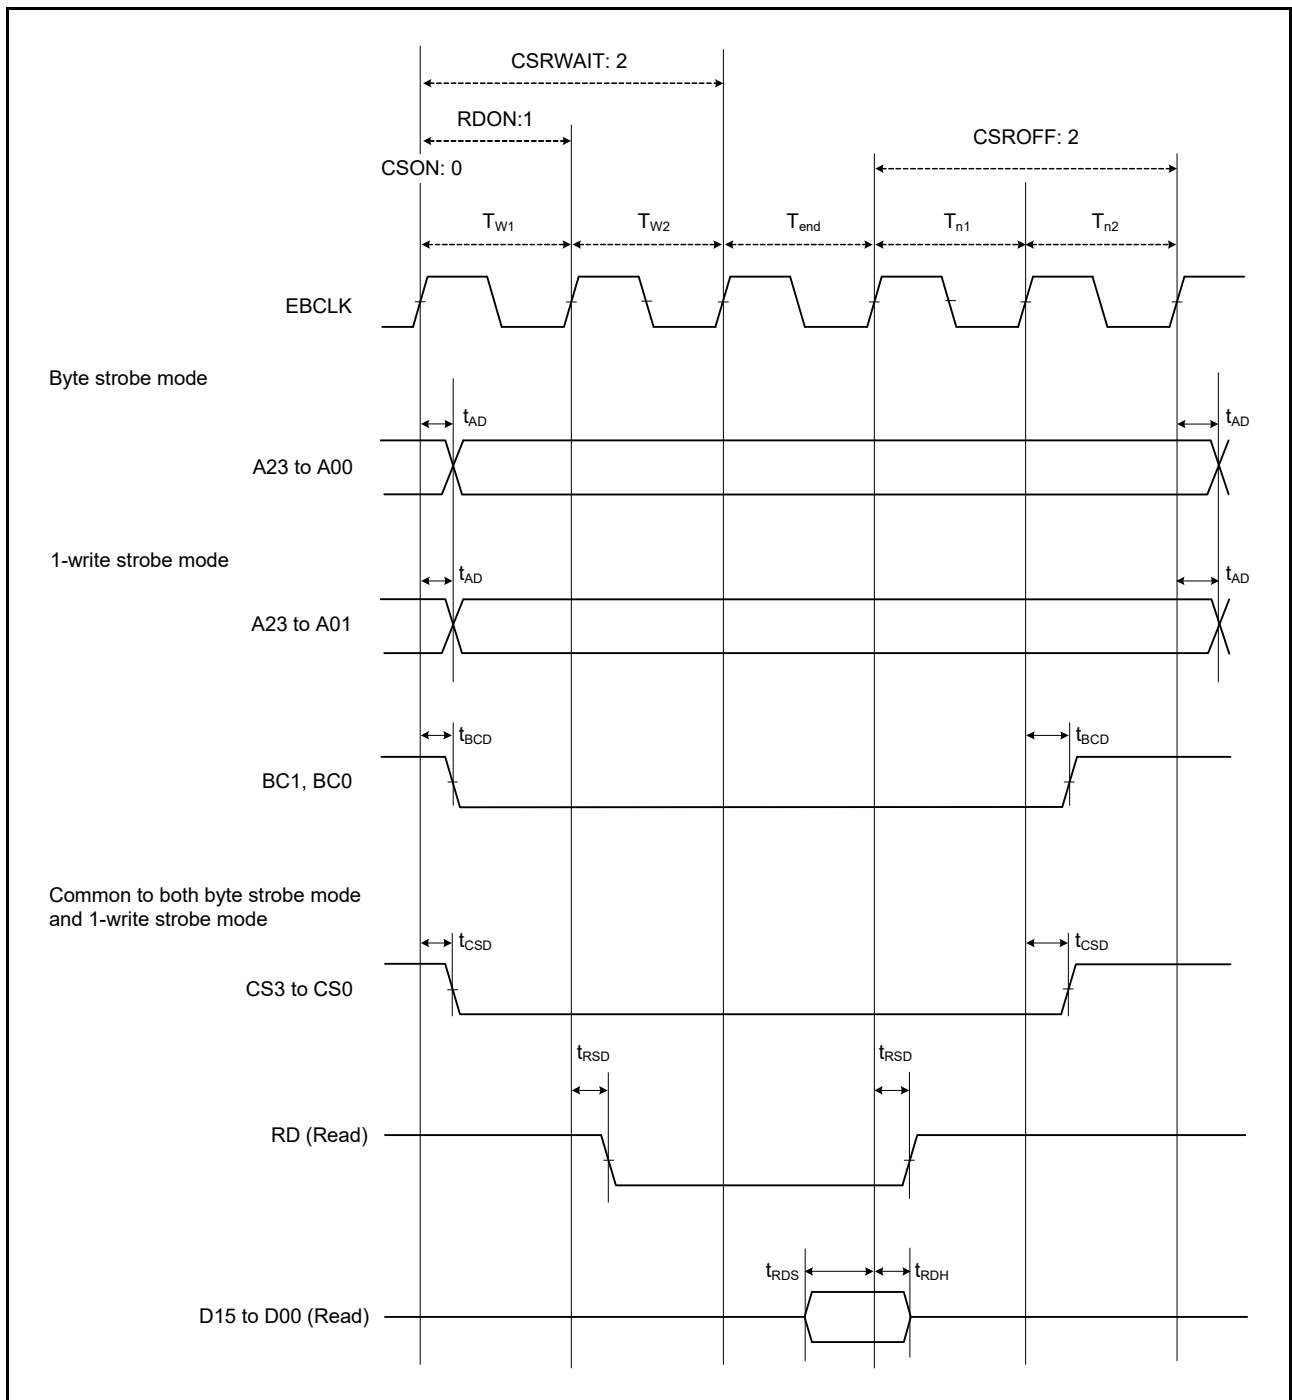 CSRWAIT: 2
RDON:1
CSROFF: 2
CSON: 0
TW1
TW2
Tend
Tn1
Tn2
EBCLK
Byte strobe mode
tAD
tAD
A23 to A00
1-write strobe mode
tAD
tAD
A23 to A01
tBCD
tBCD
BC1, BC0
Common to both byte strobe mode
and 1-write strobe mode
tCSD
tCSD
CS3 to CS0
tRSD
tRSD
RD (Read)
tRDS
tRDH
D15 to D00 (Read)